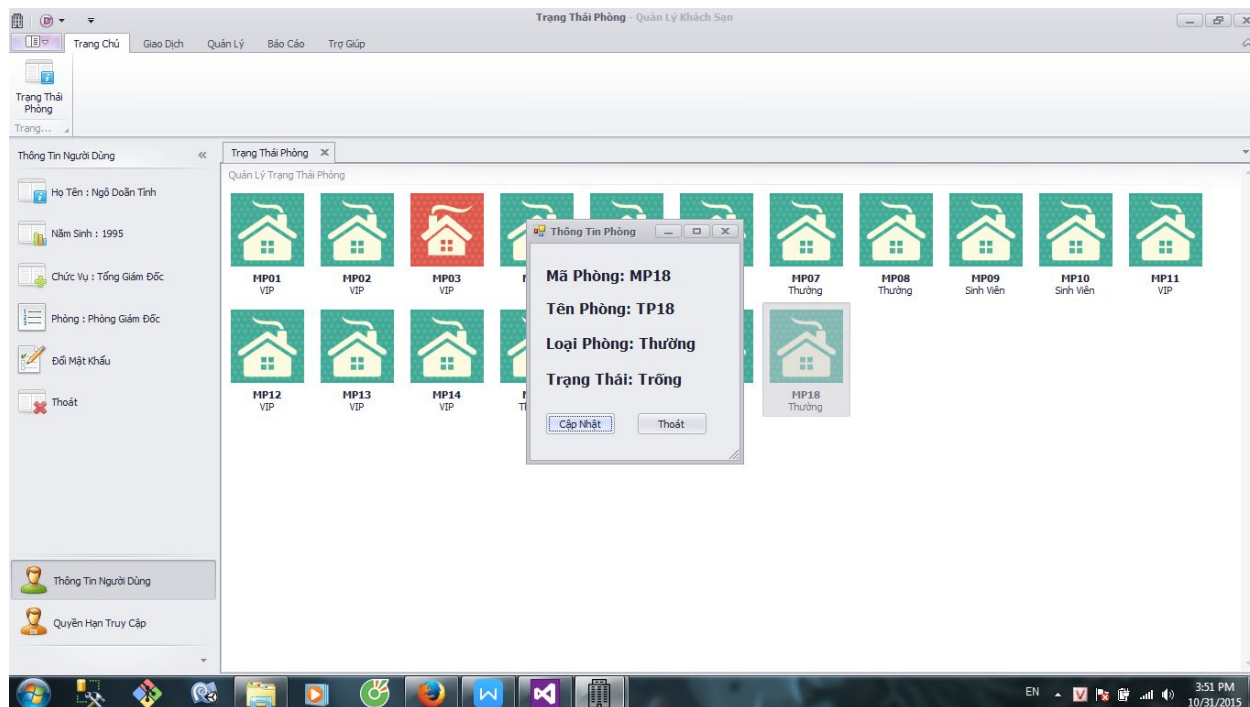 Trạng Thái Phòng - Quản Lý Khách Sạn
Trang Chủ Giao Dịch Quản Lý Báo Cáo Trợ Giúp
Trạng Thái
Phòng
Trạng...
Thông Tin Người Dùng
Họ Tên : Ngô Doãn Tình
Năm Sinh : 1995
Chức Vụ : Tổng Giám Đốc
Phòng : Phòng Giám Đốc
Đổi Mật Khẩu
Thoát
Thông Tin Người Dùng
Quyền Hạn Truy Cập
Trạng Thái Phòng
Quản Lý Trạng Thái Phòng
MP01 MP02 MP03 MP07 MP08 MP09 MP10 MP11
VIP VIP VIP Thường Thường Sinh Viên Sinh Viên VIP
MP12 MP13 MP14 MP18
VIP VIP VIP Thường
Thông Tin Phòng
Mã Phòng: MP18
Tên Phòng: TP18
Loại Phòng: Thường
Trạng Thái: Trống
Cập Nhật Thoát
EN 3:51 PM
10/31/2015